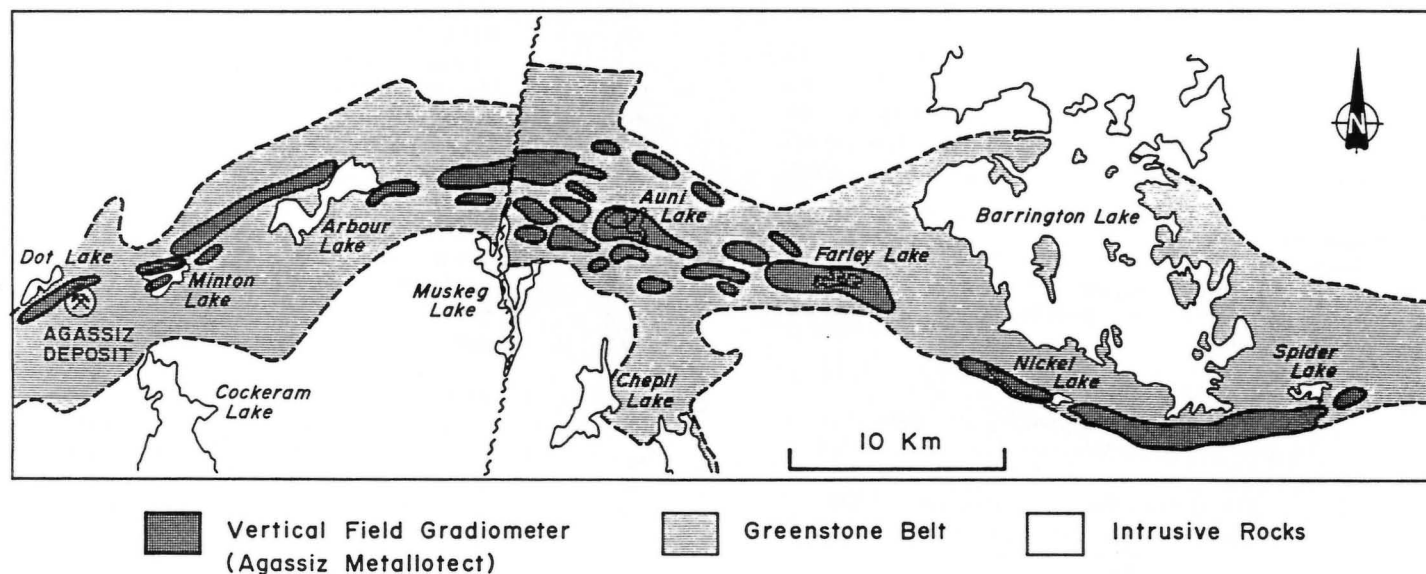 N
Barrington Lake
Auni
Lake
Arbour
Lake
Farley Lake
Dot Lake
Minton
Lake
Muskeg
Lake
AGASSIZ
DEPOSIT
Nickel
Lake
Spider
Lake
Chepil
Lake
Cockeram
Lake
10 Km
Vertical Field Gradiometer
(Agassiz Metallotect)
Greenstone Belt
Intrusive Rocks